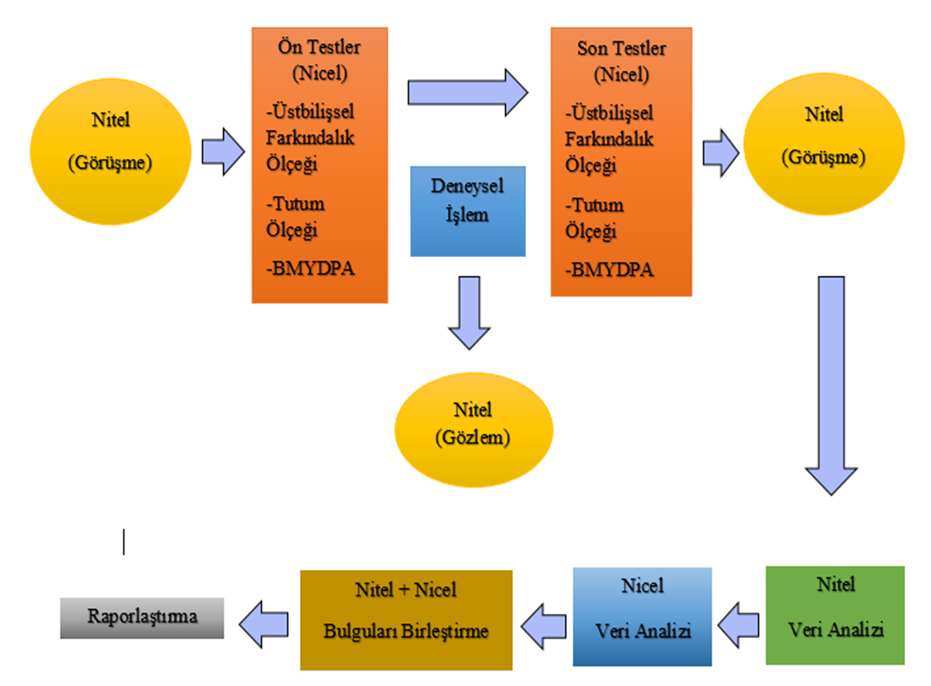 Nitel
(Görüşme)
Ön Testler
(Nicel)
-Üstbilişsel
Farkındalık
Ölçeği
-Tutum
Ölçeği
-BMYDPA
Deneysel
İşlem
Son Testler
(Nicel)
-Üstbilişsel
Farkındalık
Ölçeği
-Tutum
Ölçeği
-BMYDPA
Nitel
(Görüşme)
Nitel
(Gözlem)
Nitel
Veri Analizi
Nicel
Veri Analizi
Nitel + Nicel
Bulguları Birleştirme
Raporlaştırma